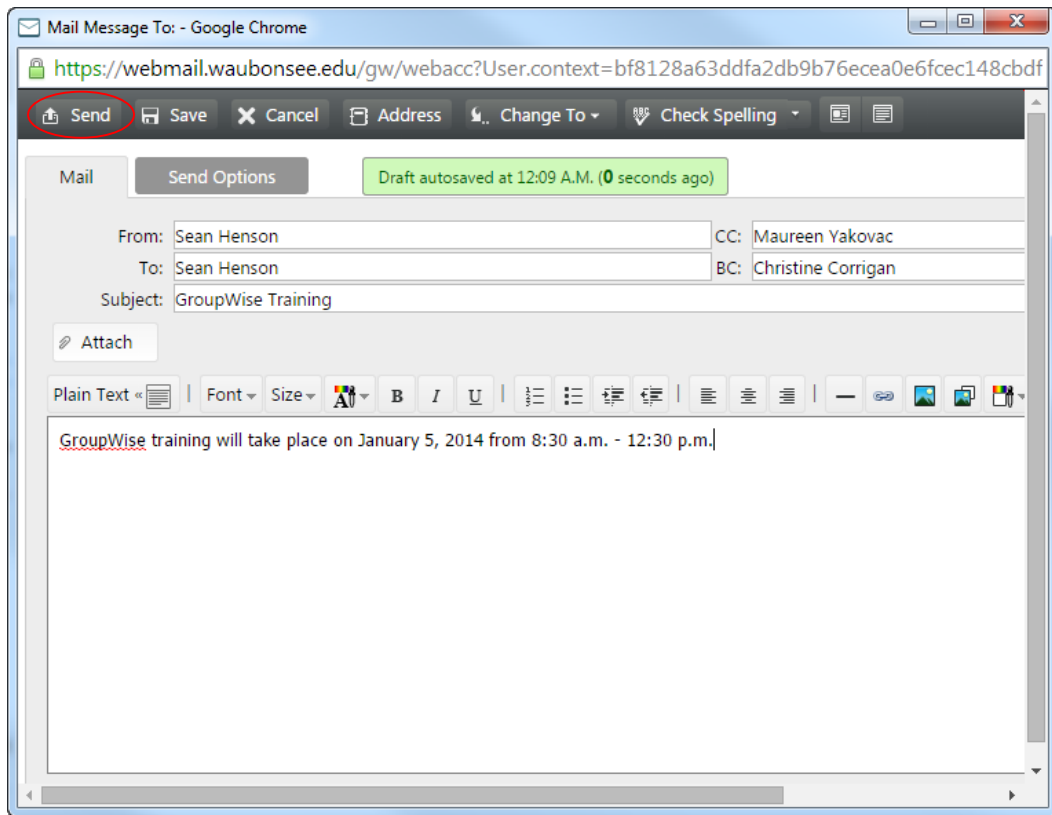 Mail Message To: - Google Chrome
https://webmail.waubonsee.edu/gw/webacc?User.context=bf8128a63ddfa2db9b76ecea0e6fcec148cbdf
Send Save Cancel Address Change To Check Spelling
Mail Send Options Draft autosaved at 12:09 A.M. (0 seconds ago)
From: Sean Henson CC: Maureen Yakovac
To: Sean Henson BC: Christine Corrigan
Subject: GroupWise Training
Attach
Plain Text « | Font Size A B I U | | | —
GroupWise training will take place on January 5, 2014 from 8:30 a.m. - 12:30 p.m.